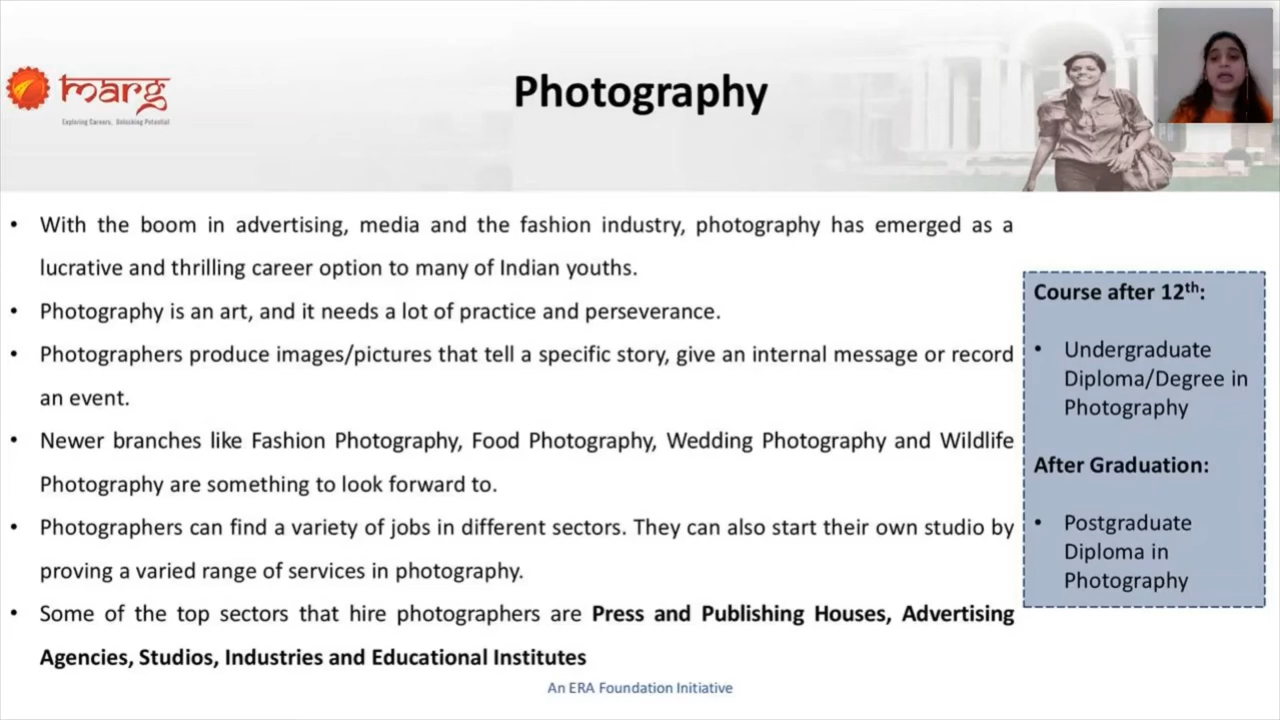 marg
Exploring Careers, Unlocking Potential
Photography
• With the boom in advertising, media and the fashion industry, photography has emerged as a
lucrative and thrilling career option to many of Indian youths.
• Photography is an art, and it needs a lot of practice and perseverance.
• Photographers produce images/pictures that tell a specific story, give an internal message or record
an event.
• Newer branches like Fashion Photography, Food Photography, Wedding Photography and Wildlife
Photography are something to look forward to.
• Photographers can find a variety of jobs in different sectors. They can also start their own studio by
proving a varied range of services in photography.
• Some of the top sectors that hire photographers are Press and Publishing Houses, Advertising
Agencies, Studios, Industries and Educational Institutes
Course after 12th:
• Undergraduate
Diploma/Degree in
Photography
After Graduation:
• Postgraduate
Diploma in
Photography
An ERA Foundation Initiative